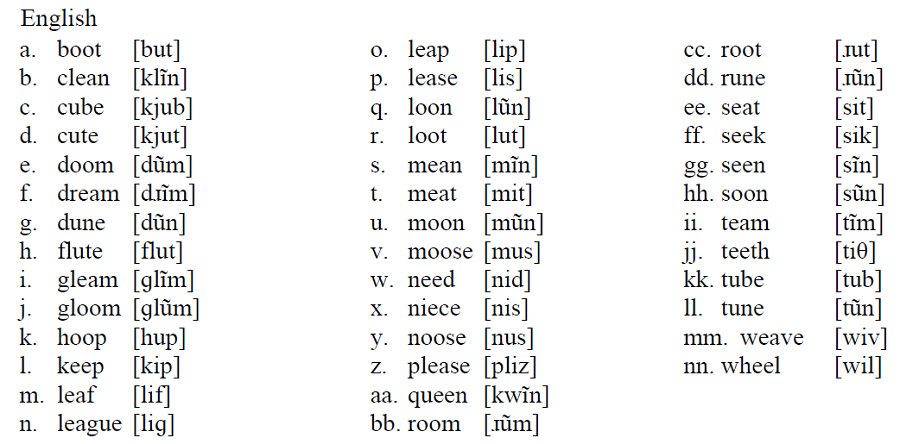 English
a. boot [but]
b. clean [klĩn]
c. cube [kjub]
d. cute [kjut]
e. doom [dũm]
f. dream [dɹĩm]
g. dune [dũn]
h. flute [flut]
i. gleam [ɡlĩm]
j. gloom [ɡlũm]
k. hoop [hup]
l. keep [kip]
m. leaf [lif]
n. league [liɡ]
o. leap [lip]
p. lease [lis]
q. loon [lũn]
r. loot [lut]
s. mean [mĩn]
t. meat [mit]
u. moon [mũn]
v. moose [mus]
w. need [nid]
x. niece [nis]
y. noose [nus]
z. please [pliz]
aa. queen [kwĩn]
bb. room [ɹũm]
cc. root [ɹut]
dd. rune [ɹũn]
ee. seat [sit]
ff. seek [sik]
gg. seen [sĩn]
hh. soon [sũn]
ii. team [tĩm]
jj. teeth [tiθ]
kk. tube [tub]
ll. tune [tũn]
mm. weave [wiv]
nn. wheel [wil]